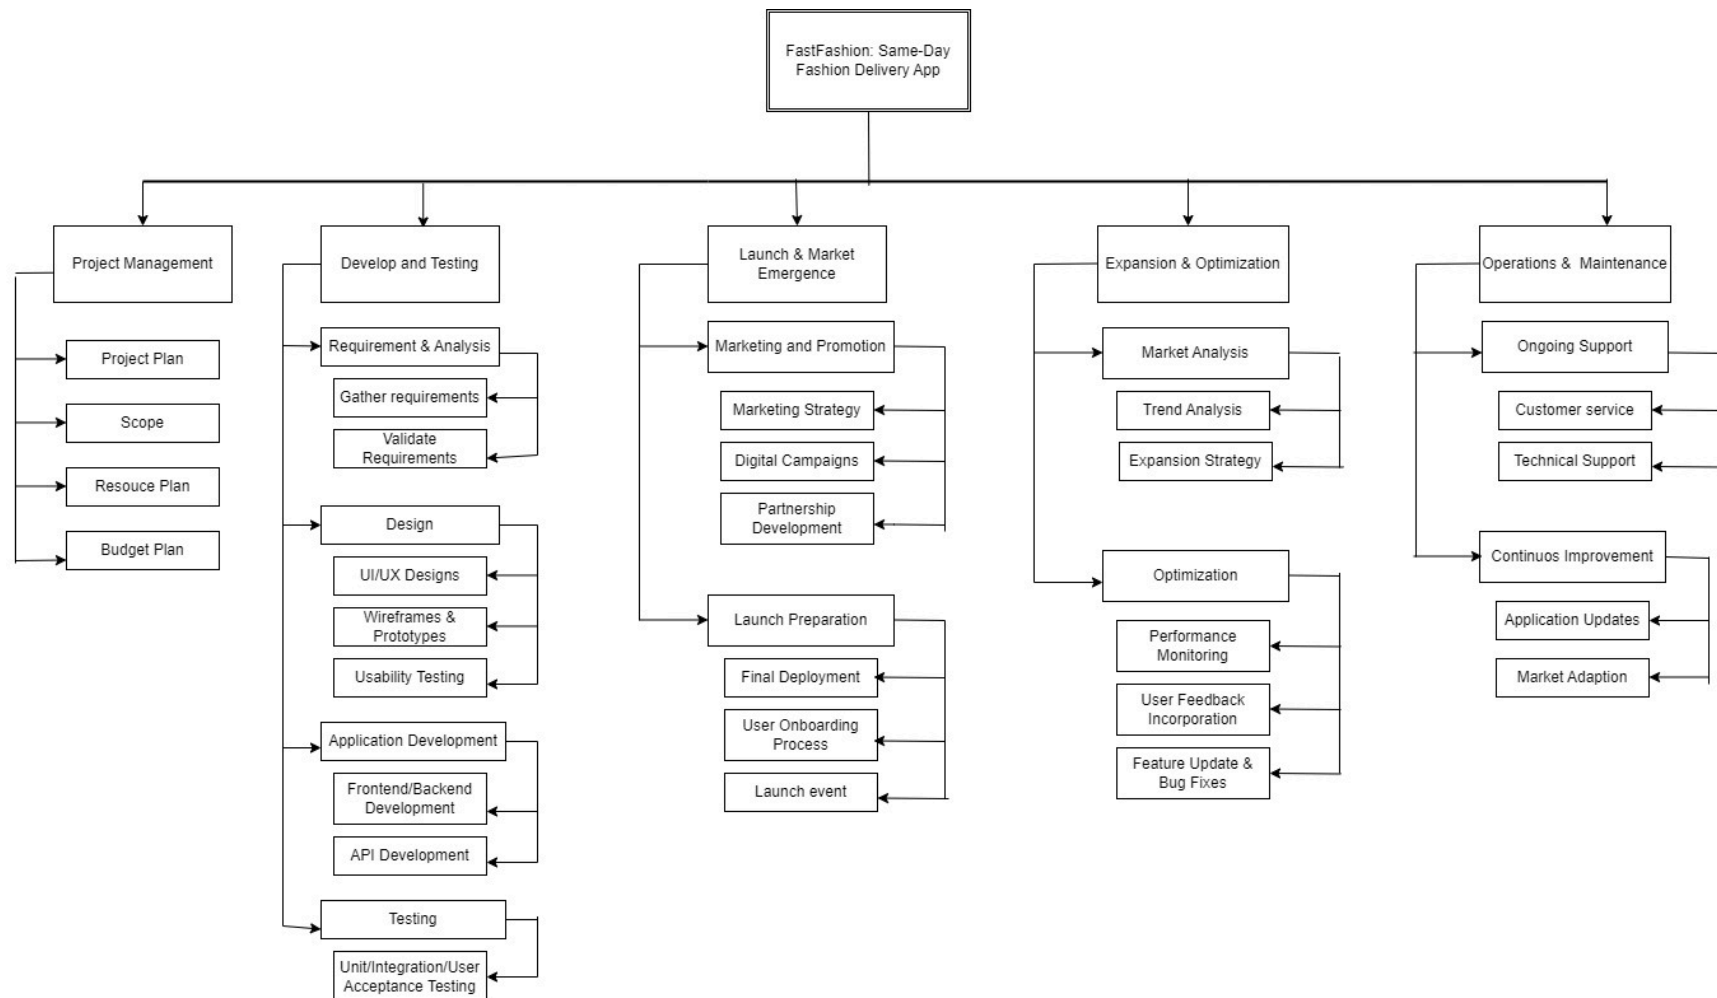 FastFashion: Same-Day
Fashion Delivery App
Project Management
Project Plan
Scope
Resouce Plan
Budget Plan
Develop and Testing
Requirement & Analysis
Gather requirements
Validate
Requirements
Design
UI/UX Designs
Wireframes &
Prototypes
Usability Testing
Application Development
Frontend/Backend
Development
API Development
Testing
Unit/Integration/User
Acceptance Testing
Launch & Market
Emergence
Marketing and Promotion
Marketing Strategy
Digital Campaigns
Partnership
Development
Launch Preparation
Final Deployment
User Onboarding
Process
Launch event
Expansion & Optimization
Market Analysis
Trend Analysis
Expansion Strategy
Optimization
Performance
Monitoring
User Feedback
Incorporation
Feature Update &
Bug Fixes
Operations &  Maintenance
Ongoing Support
Customer service
Technical Support
Continuos Improvement
Application Updates
Market Adaption